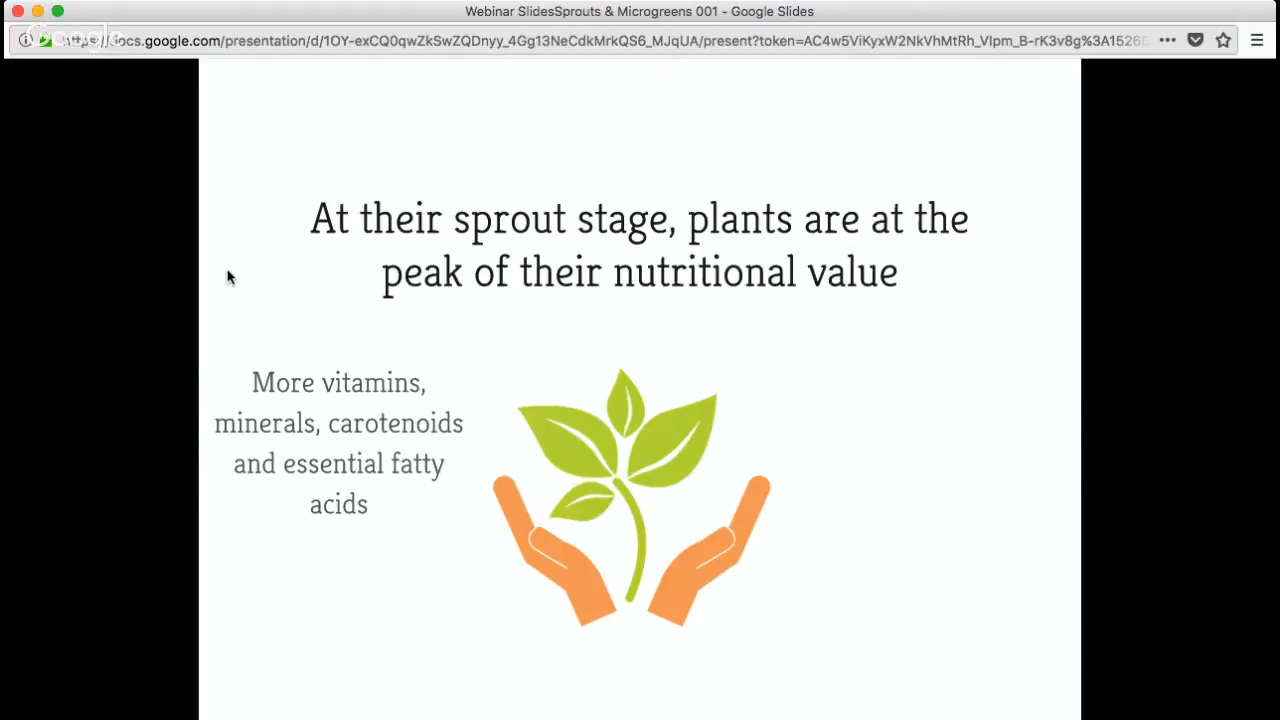 Webinar SlidesSprouts & Microgreens 001 - Google Slides
Google
At their sprout stage, plants are at the
peak of their nutritional value
More vitamins,
minerals, carotenoids
and essential fatty
acids